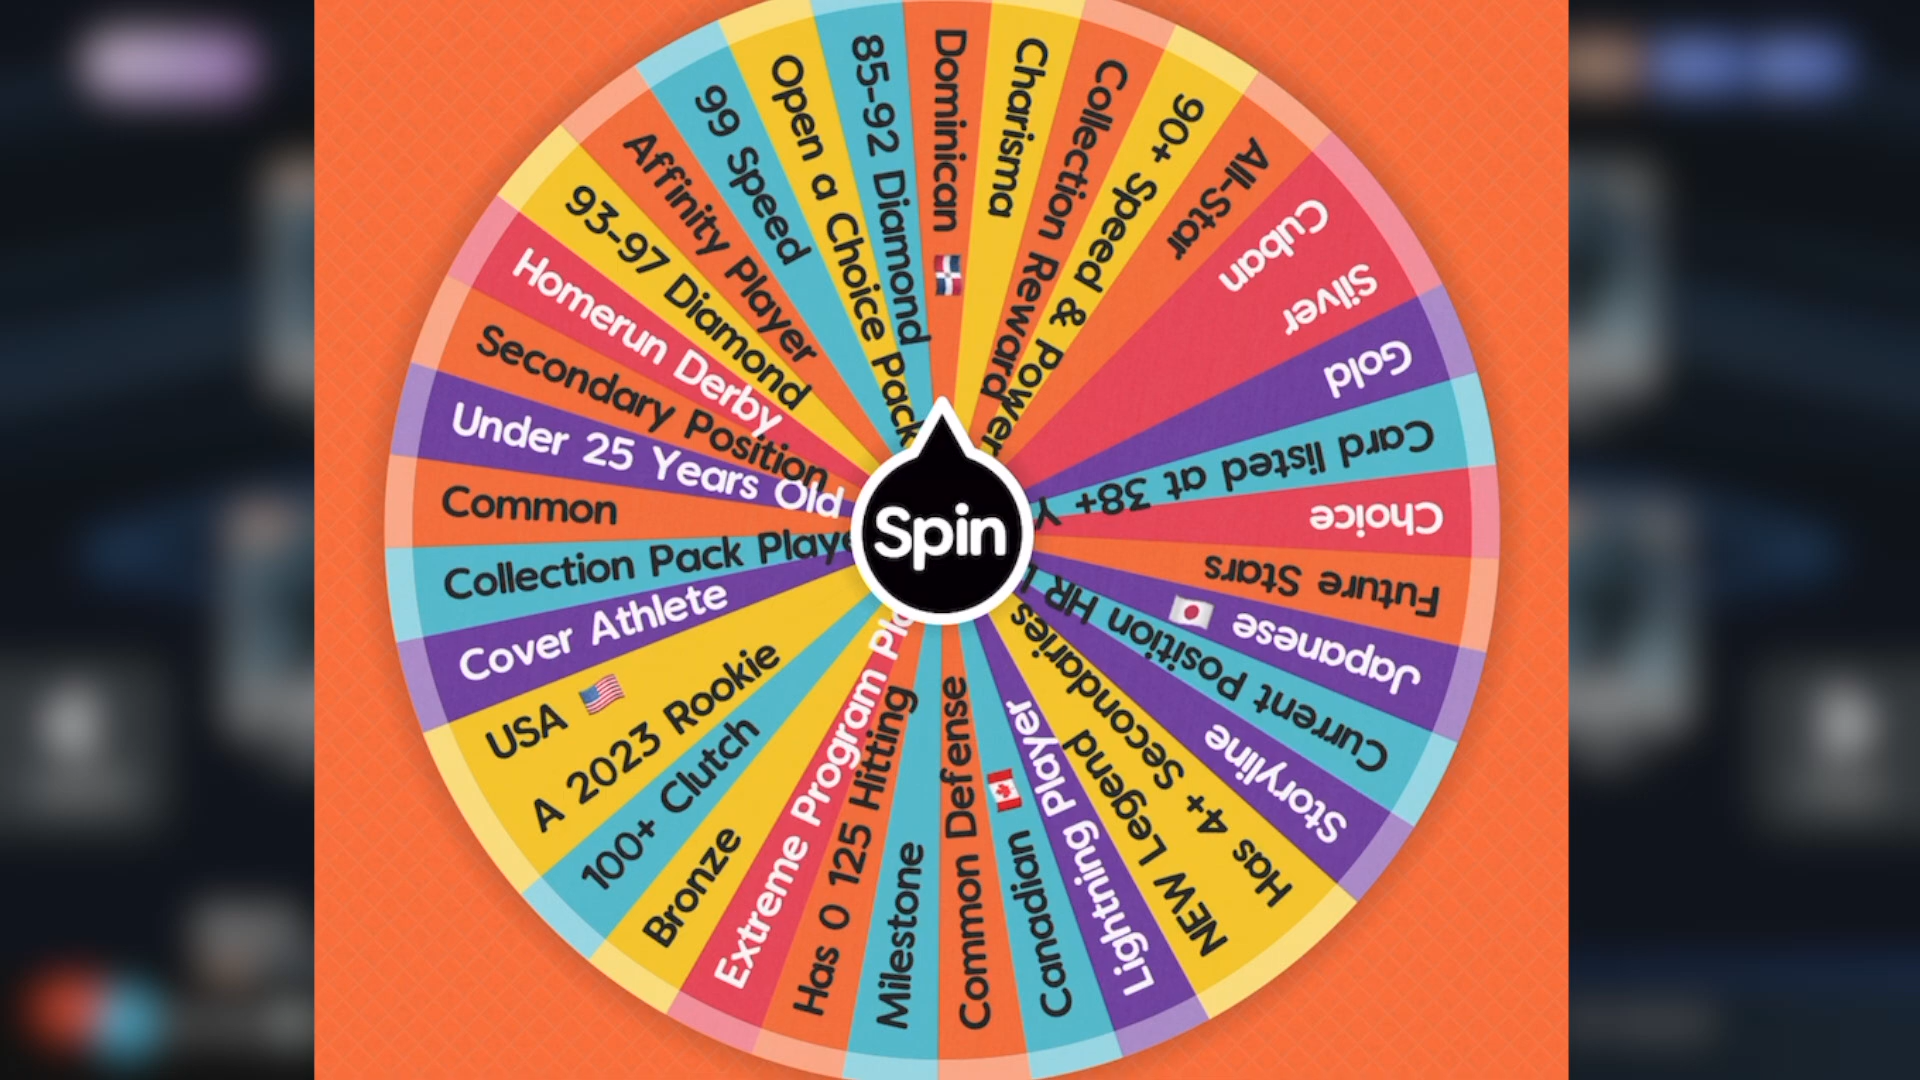 Dominican 🇩🇴
Charisma
Collection Reward
90+ Speed & Power
All-Star
Cuban
Silver
Gold
Card listed at 38+ Y
Choice
Future Stars
Japanese 🇯🇵
Current Position HR
Storyline
Has 4+ Secondaries
NEW Legend
Lightning Player
Canadian 🇨🇦
Common Defense
Milestone
Has 0 125 Hitting
Extreme Program Pla
Bronze
100+ Clutch
A 2023 Rookie
USA 🇺🇸
Cover Athlete
Collection Pack Playe
Common
Under 25 Years Old
Secondary Position
Homerun Derby
93-97 Diamond
Affinity Player
99 Speed
Open a Choice Pack
85-92 Diamond
Spin